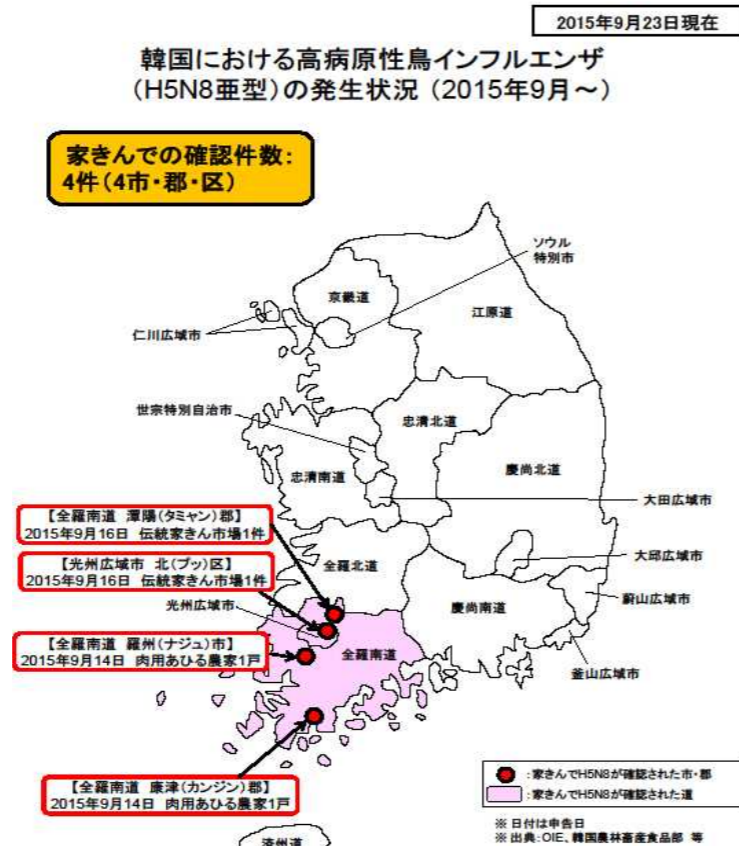 2015年9月23日現在
韓国における高病原性鳥インフルエンザ
（H5N8亜型）の発生状況（2015年9月～）
家きんでの確認件数：
4件（4市・郡・区）
ソウル
特別市
京畿道
江原道
仁川広域市
世宗特別自治市
忠清北道
忠清南道
慶尚北道
大田広域市
【全羅南道 潭陽（タミャン）郡】
2015年9月16日 伝統家きん市場1件
【光州広域市 北（ブッ）区】
2015年9月16日 伝統家きん市場1件
全羅北道
大邱広域市
光州広域市
慶尚南道
蔚山広域市
【全羅南道 羅州（ナジュ）市】
2015年9月14日 肉用あひる農家1戸
全羅南道
釜山広域市
【全羅南道 康津（カンジン）郡】
2015年9月14日 肉用あひる農家1戸
：家きんでH5N8が確認された市・郡
：家きんでH5N8が確認された道
※ 日付は申告日
※ 出典：OIE、韓国農林畜産食品部 等
済州道